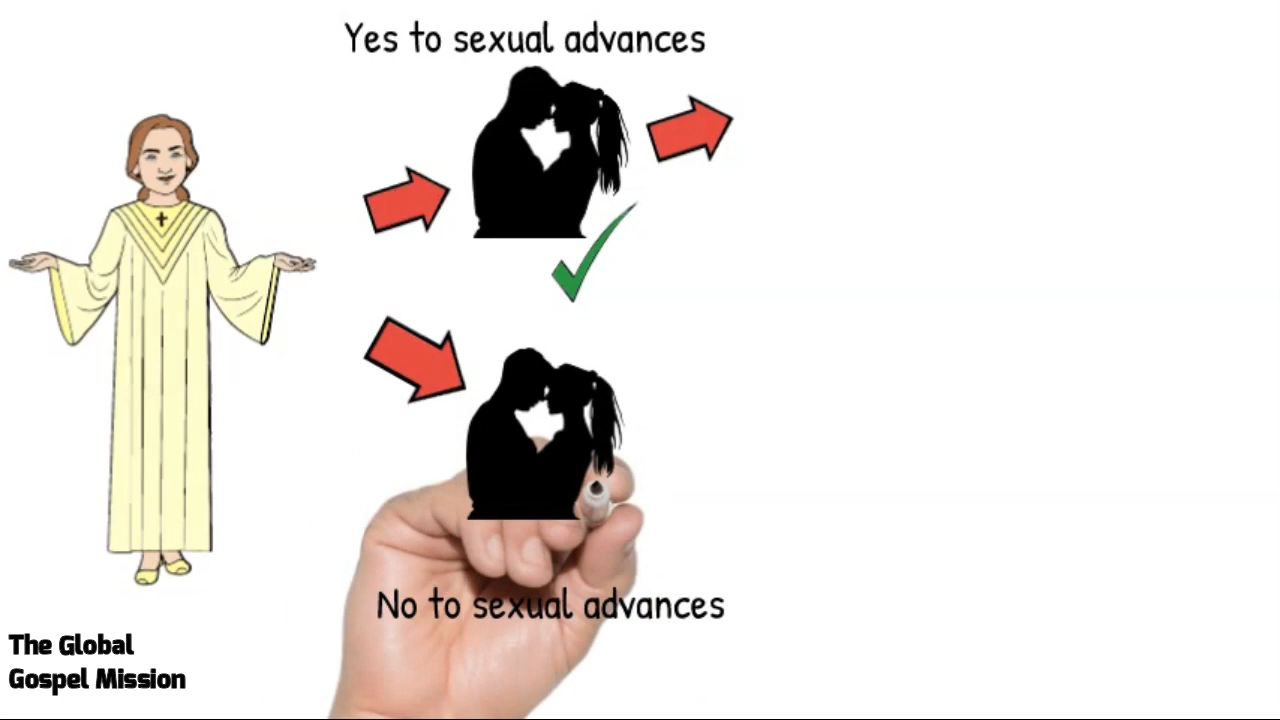 Yes to sexual advances
No to sexual advances
The Global
Gospel Mission